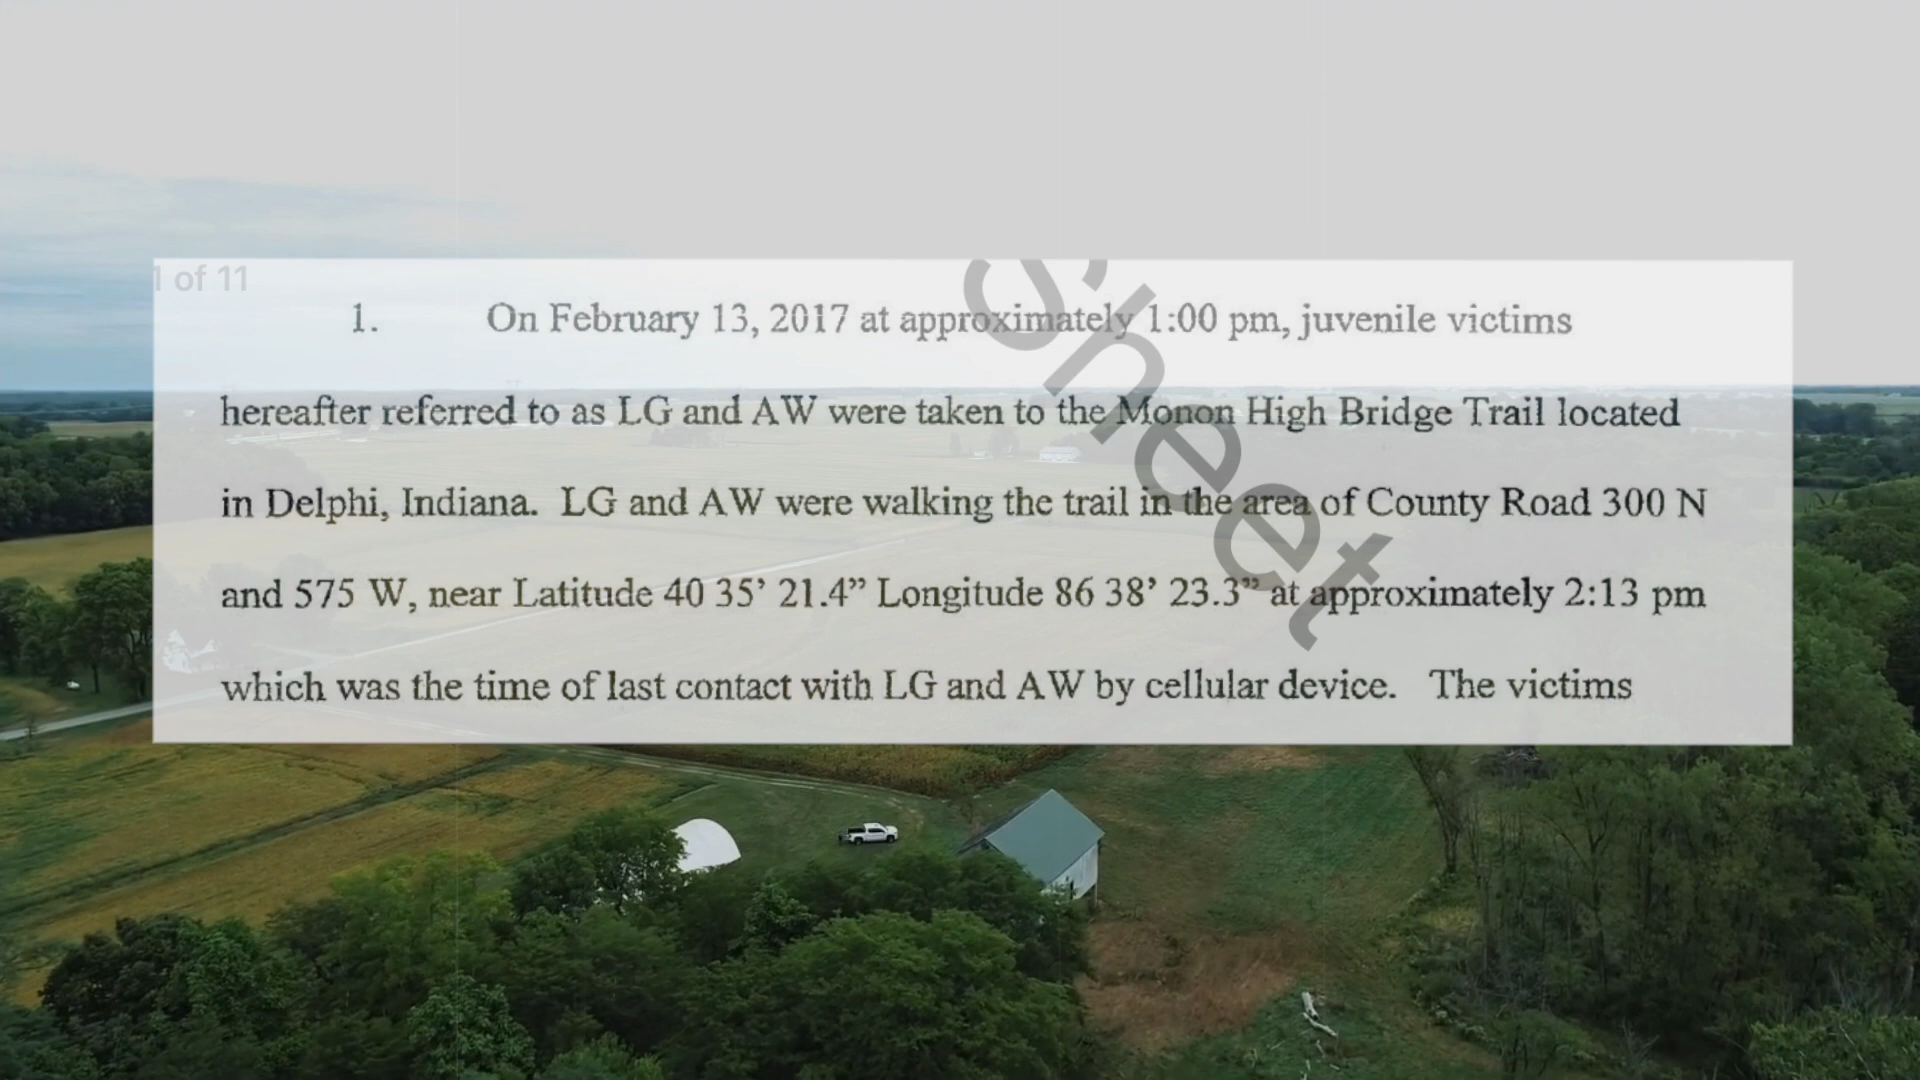 1 of 11
1. On February 13, 2017 at approximately 1:00 pm, juvenile victims
hereafter referred to as LG and AW were taken to the Monon High Bridge Trail located
in Delphi, Indiana. LG and AW were walking the trail in the area of County Road 300 N
and 575 W, near Latitude 40 35’ 21.4” Longitude 86 38’ 23.3” at approximately 2:13 pm
which was the time of last contact with LG and AW by cellular device. The victims
Sheet